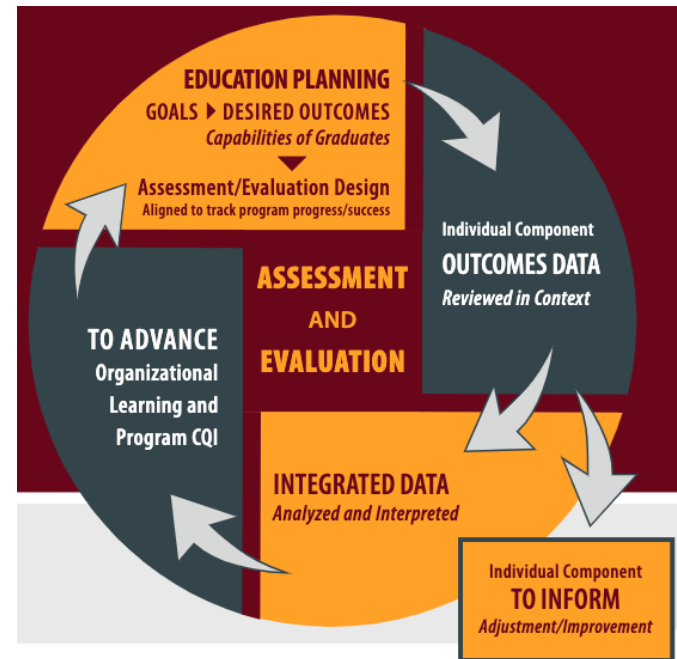 EDUCATION PLANNING
GOALS ▶ DESIRED OUTCOMES
Capabilities of Graduates
Assessment/Evaluation Design
Aligned to track program progress/success
Individual Component
OUTCOMES DATA
Reviewed in Context
ASSESSMENT
AND
EVALUATION
TO ADVANCE
Organizational
Learning and
Program CQI
INTEGRATED DATA
Analyzed and Interpreted
Individual Component
TO INFORM
Adjustment/Improvement